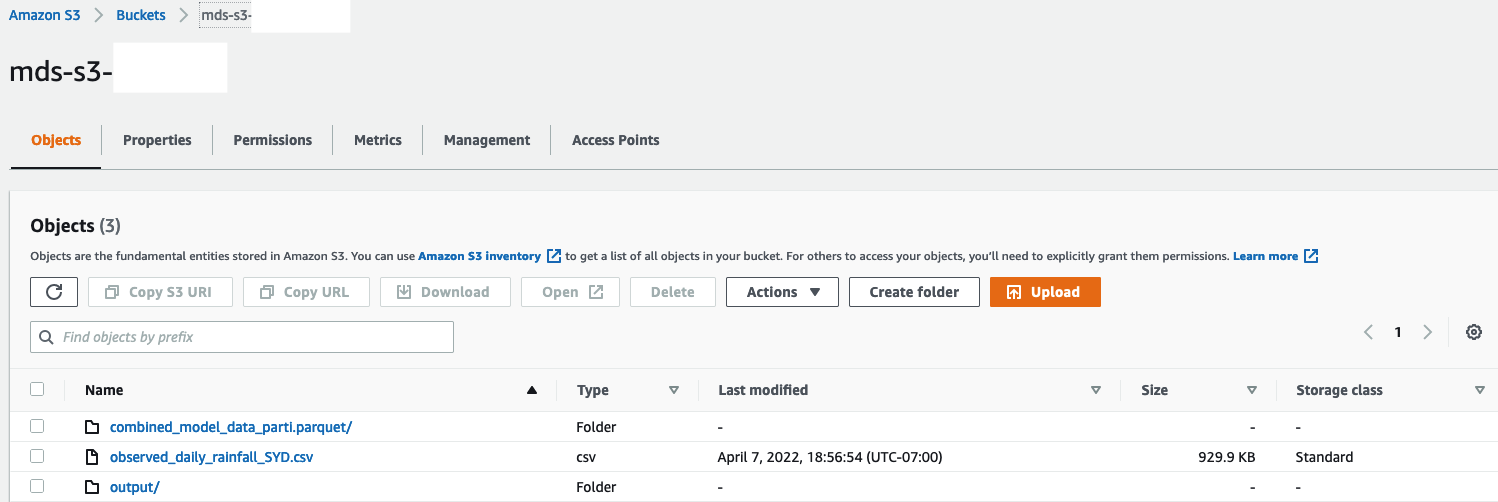 Amazon S3 > Buckets > mds-s3-
mds-s3-
Objects Properties Permissions Metrics Management Access Points
Objects (3)
Objects are the fundamental entities stored in Amazon S3. You can use Amazon S3 inventory to get a list of all objects in your bucket. For others to access your objects, you'll need to explicitly grant them permissions. Learn more
Copy S3 URI Copy URL Download Open Delete Actions Create folder Upload
Find objects by prefix 1
Name Type Last modified Size Storage class
combined_model_data_parti.parquet/ Folder - - -
observed_daily_rainfall_SYD.csv csv April 7, 2022, 18:56:54 (UTC-07:00) 929.9 KB Standard
output/ Folder - - -